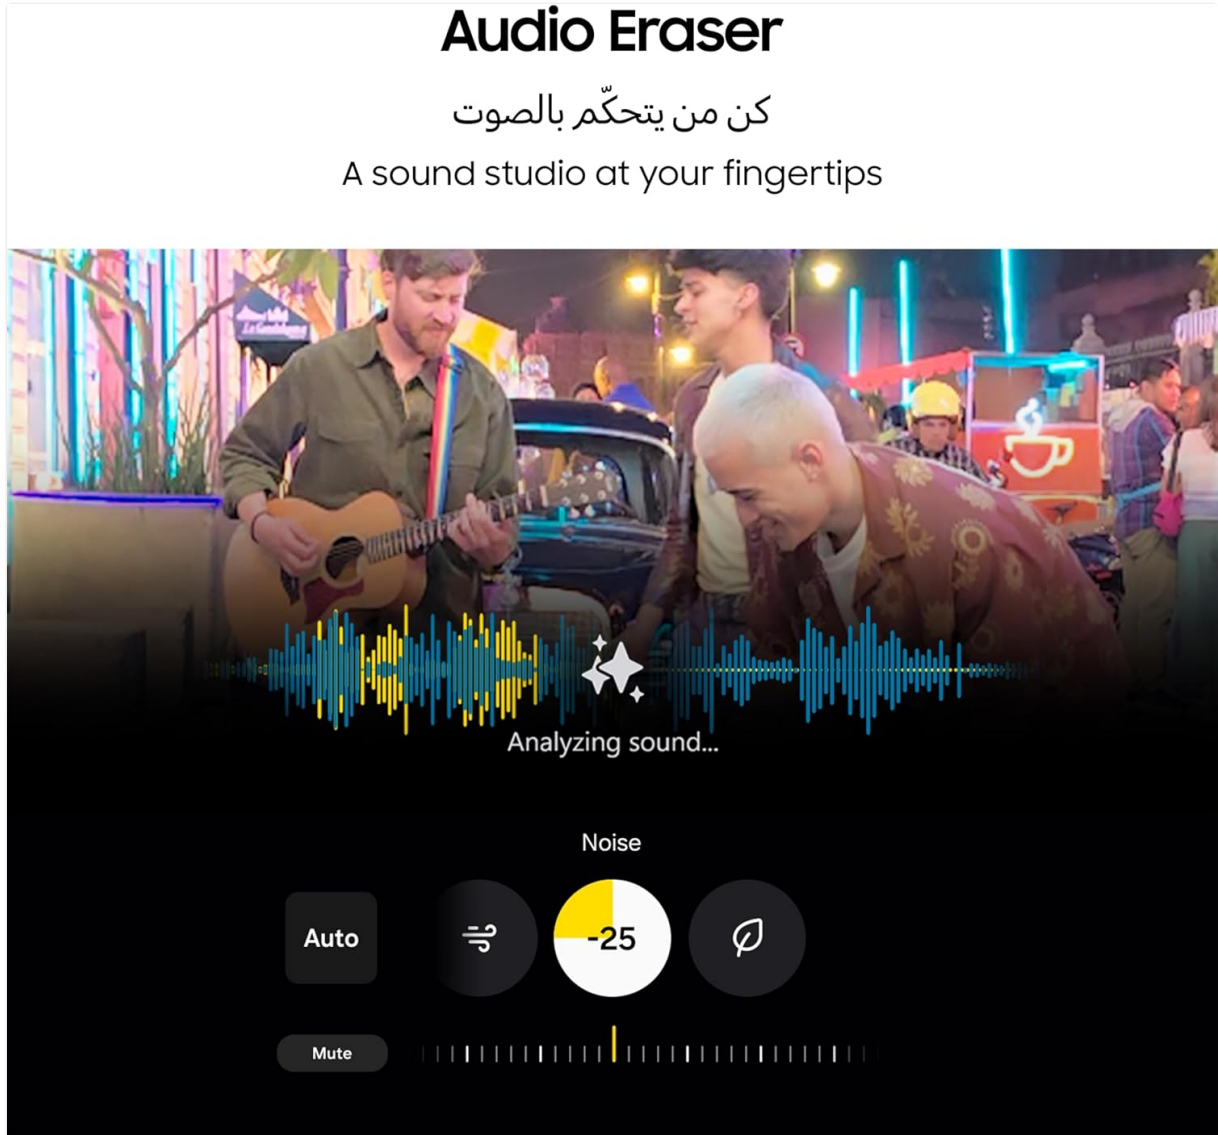 Audio Eraser
كن من يتحكّم بالصوت
A sound studio at your fingertips
Analyzing sound...
Noise
Auto
-25
Mute